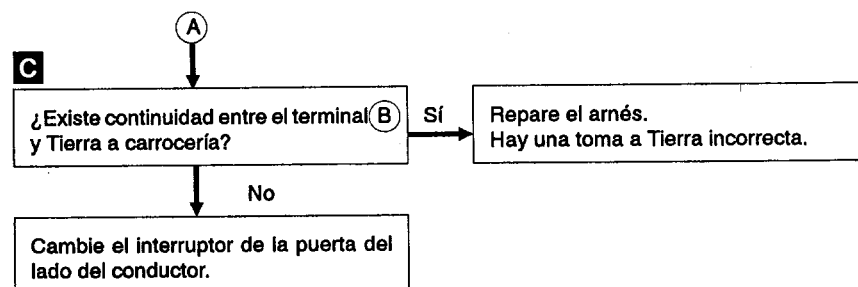 A
C
¿Existe continuidad entre el terminal B
y Tierra a carrocería?
Sí
Repare el arnés.
Hay una toma a Tierra incorrecta.
No
Cambie el interruptor de la puerta del
lado del conductor.